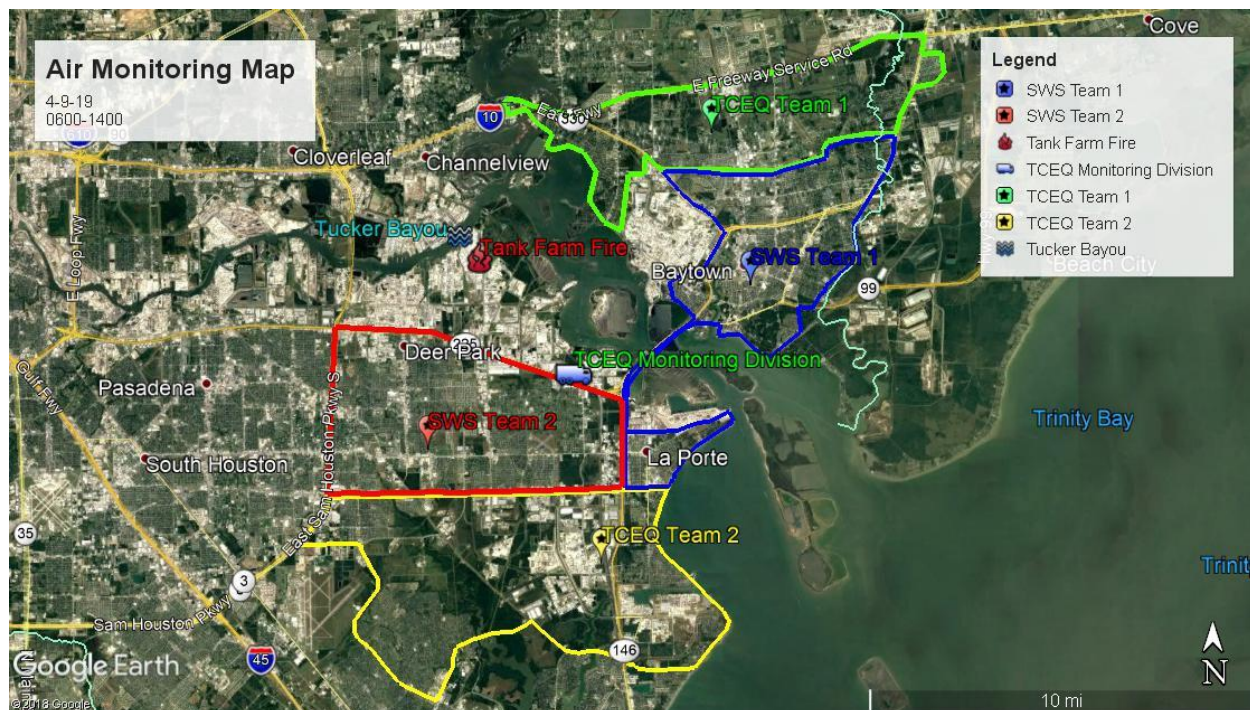 Air Monitoring Map
4-9-19
0600-1400
Legend
SWS Team 1
SWS Team 2
Tank Farm Fire
TCEQ Monitoring Division
TCEQ Team 1
TCEQ Team 2
Tucker Bayou
Cove
E Freeway Service Rd
TCEQ Team 1
10
330
90
Cloverleaf
Channelview
E Loop Fwy
Tucker Bayou
Tank Farm Fire
SWS Team 1
Baytown
Beach City
99
225
Deer Park
TCEQ Monitoring Division
Gulf Fwy
Pasadena
East Sam Houston Pkwy S
SWS Team 2
Trinity Bay
South Houston
La Porte
35
TCEQ Team 2
3
Sam Houston Pkwy
45
146
Google Earth
©2018 Google
10 mi
N